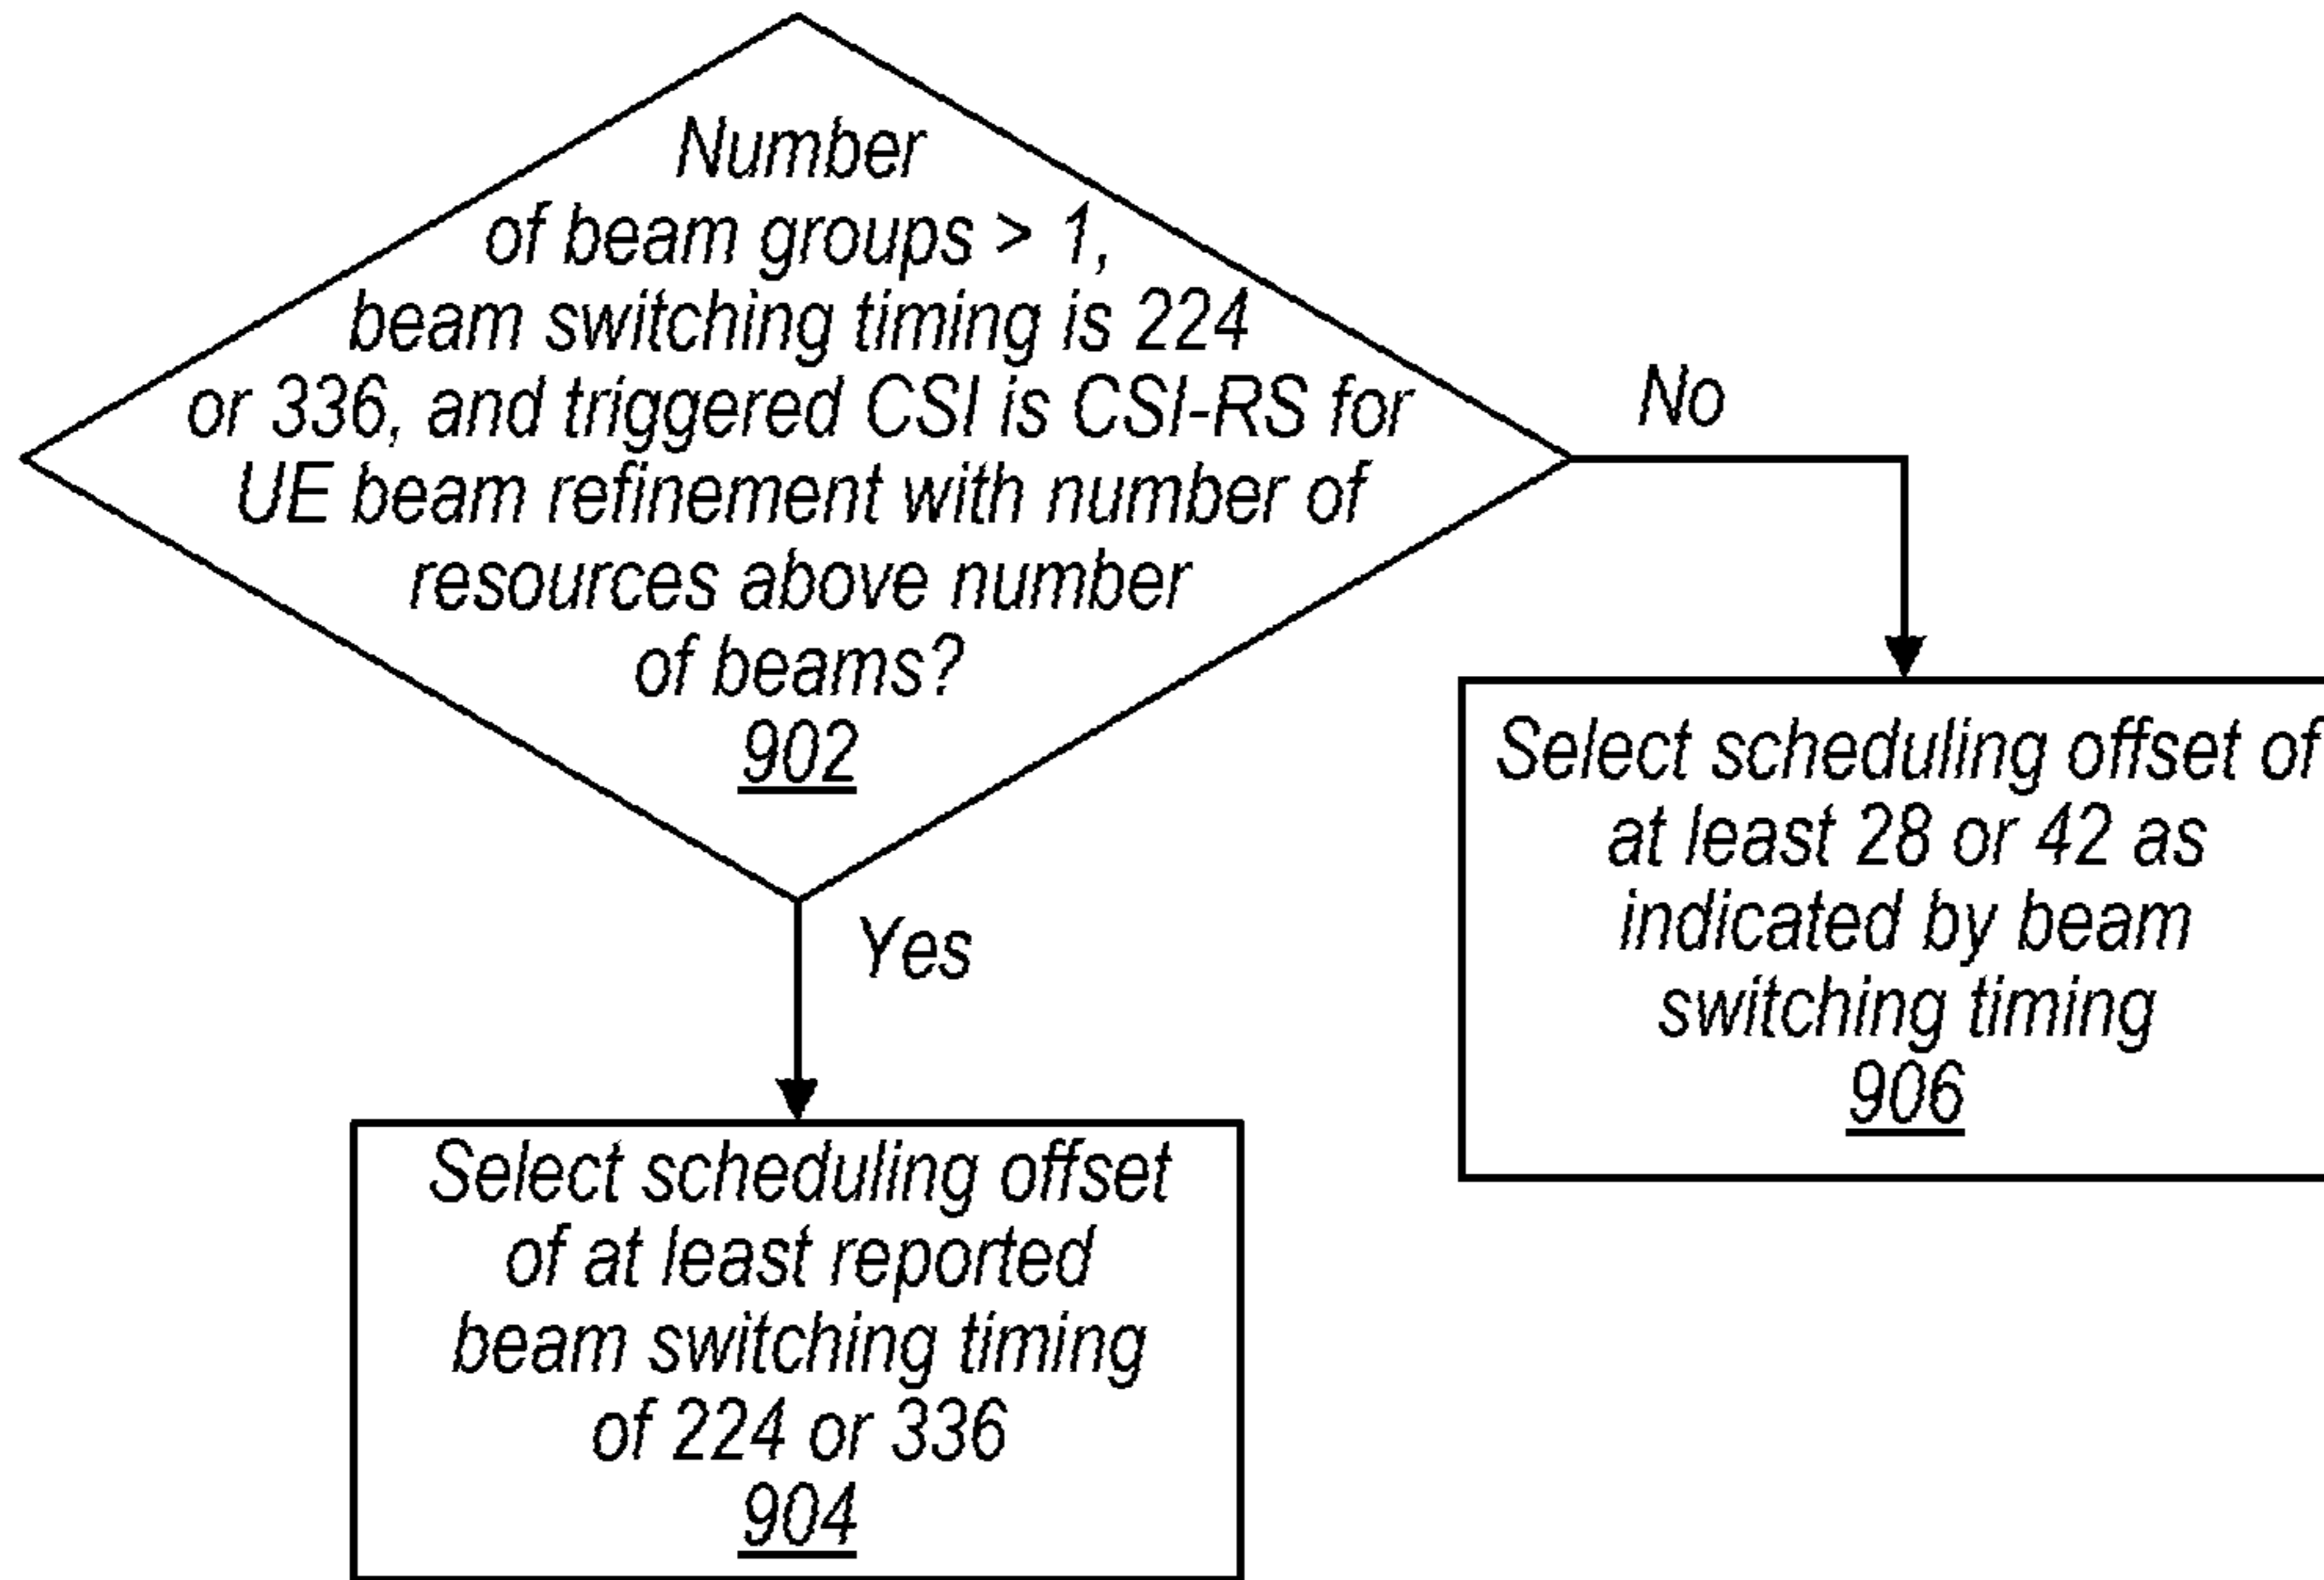 Number
of beam groups > 1,
beam switching timing is 224
or 336, and triggered CSI is CSI-RS for
UE beam refinement with number of
resources above number
of beams?
902
No
Yes
Select scheduling offset of
at least 28 or 42 as
indicated by beam
switching timing
906
Select scheduling offset
of at least reported
beam switching timing
of 224 or 336
904